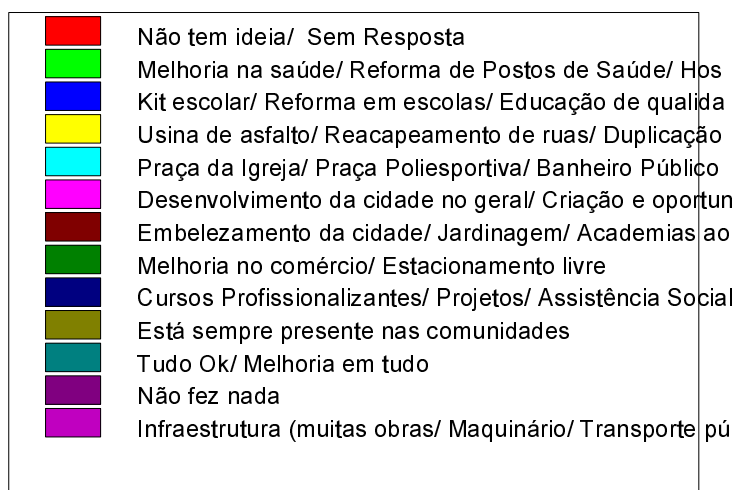 Não tem ideia/ Sem Resposta
Melhoria na saúde/ Reforma de Postos de Saúde/ Hos
Kit escolar/ Reforma em escolas/ Educação de qualida
Usina de asfalto/ Reacapeamento de ruas/ Duplicação
Praça da Igreja/ Praça Poliesportiva/ Banheiro Público
Desenvolvimento da cidade no geral/ Criação e oportun
Embelezamento da cidade/ Jardinagem/ Academias ao
Melhoria no comércio/ Estacionamento livre
Cursos Profissionalizantes/ Projetos/ Assistência Social
Está sempre presente nas comunidades
Tudo Ok/ Melhoria em tudo
Não fez nada
Infraestrutura (muitas obras/ Maquinário/ Transporte pú